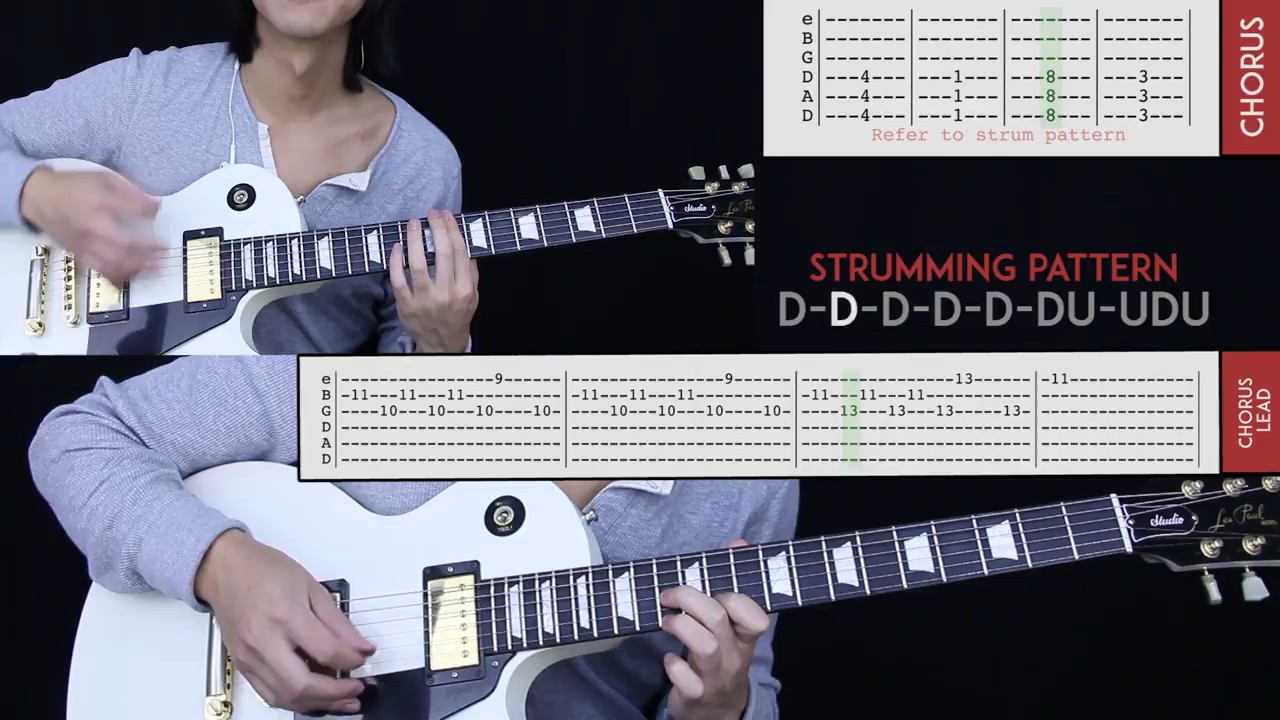 e|-------|-------|-------|-------|
B|-------|-------|-------|-------|
G|-------|-------|-------|-------|
D|---4---|---1---|---8---|---3---|
A|---4---|---1---|---8---|---3---|
D|---4---|---1---|---8---|---3---|
Refer to strum pattern
CHORUS
STRUMMING PATTERN
D-D-D-D-D-DU-UDU
e|----------------9------|----------------9------|----------------13------|-11-------------|
B|-11---11---11----------|-11---11---11----------|-11---11---11-----------|----------------|
G|----10---10---10----10-|----10---10---10----10-|----13---13---13----13-|----------------|
D|-----------------------|-----------------------|------------------------|----------------|
A|-----------------------|-----------------------|------------------------|----------------|
D|-----------------------|-----------------------|------------------------|----------------|
CHORUS
LEAD
Studio
Studio
Les Paul